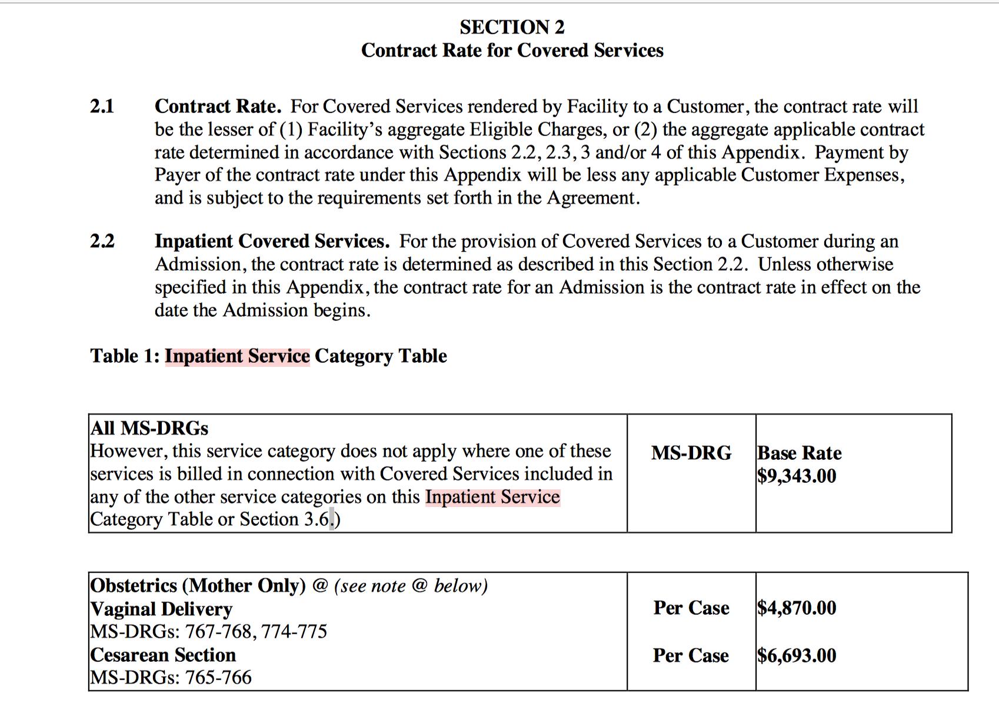 SECTION 2
Contract Rate for Covered Services
2.1 Contract Rate. For Covered Services rendered by Facility to a Customer, the contract rate will
be the lesser of (1) Facility’s aggregate Eligible Charges, or (2) the aggregate applicable contract
rate determined in accordance with Sections 2.2, 2.3, 3 and/or 4 of this Appendix. Payment by
Payer of the contract rate under this Appendix will be less any applicable Customer Expenses,
and is subject to the requirements set forth in the Agreement.
2.2 Inpatient Covered Services. For the provision of Covered Services to a Customer during an
Admission, the contract rate is determined as described in this Section 2.2. Unless otherwise
specified in this Appendix, the contract rate for an Admission is the contract rate in effect on the
date the Admission begins.
Table 1: Inpatient Service Category Table
All MS-DRGs
However, this service category does not apply where one of these
services is billed in connection with Covered Services included in
any of the other service categories on this Inpatient Service
Category Table or Section 3.6.)
MS-DRG
Base Rate
$9,343.00
Obstetrics (Mother Only) @ (see note @ below)
Vaginal Delivery
Per Case $4,870.00
MS-DRGs: 767-768, 774-775
Cesarean Section
Per Case $6,693.00
MS-DRGs: 765-766